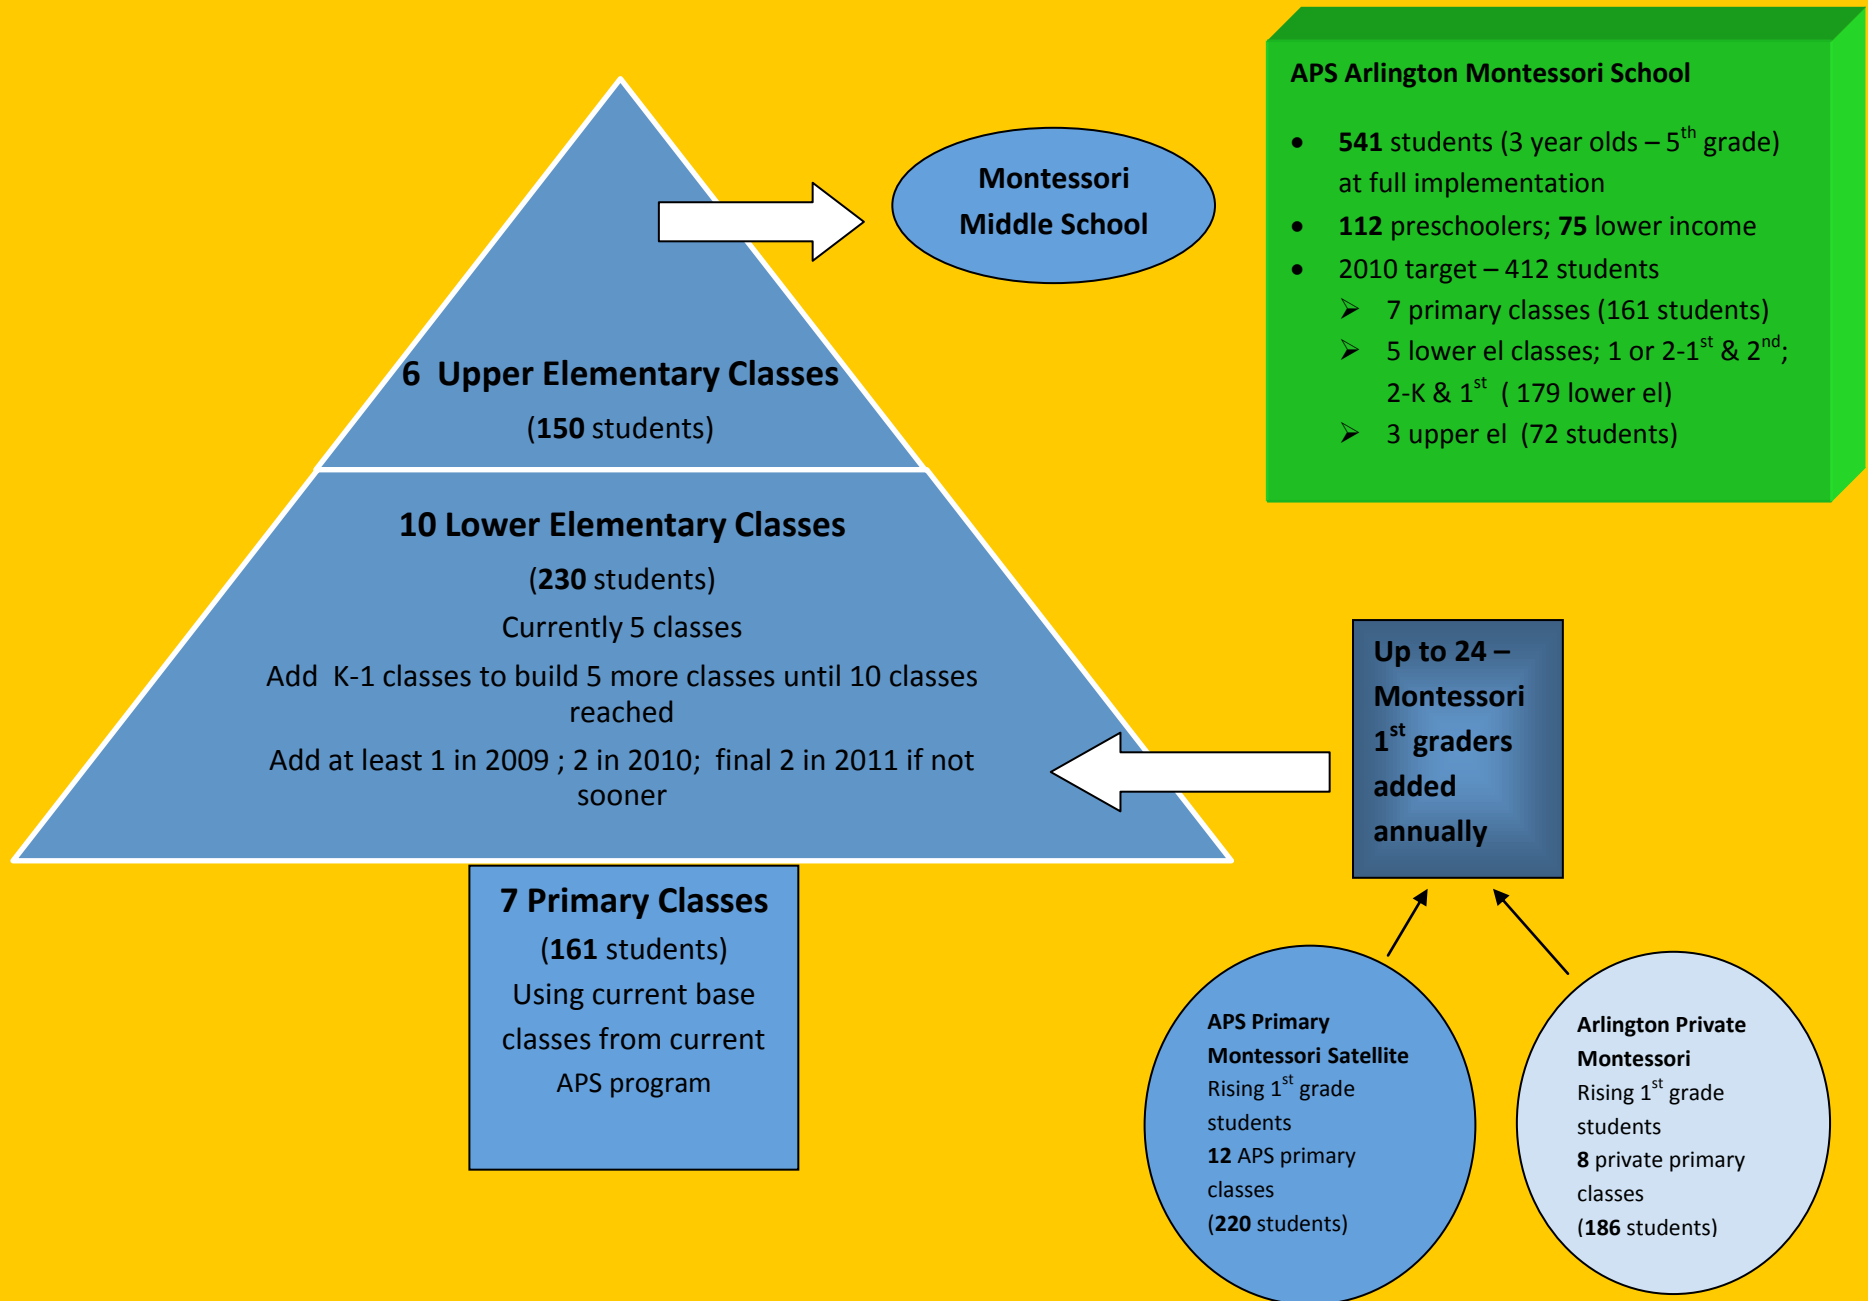 APS Arlington Montessori School
• 541 students (3 year olds – 5th grade)
at full implementation
• 112 preschoolers; 75 lower income
• 2010 target – 412 students
➢ 7 primary classes (161 students)
➢ 5 lower el classes; 1 or 2-1st & 2nd;
2-K & 1st ( 179 lower el)
➢ 3 upper el (72 students)
Montessori
Middle School
6 Upper Elementary Classes
(150 students)
10 Lower Elementary Classes
(230 students)
Currently 5 classes
Add K-1 classes to build 5 more classes until 10 classes
reached
Add at least 1 in 2009 ; 2 in 2010; final 2 in 2011 if not
sooner
Up to 24 –
Montessori
1st graders
added
annually
7 Primary Classes
(161 students)
Using current base
classes from current
APS program
APS Primary
Montessori Satellite
Rising 1st grade
students
12 APS primary
classes
(220 students)
Arlington Private
Montessori
Rising 1st grade
students
8 private primary
classes
(186 students)